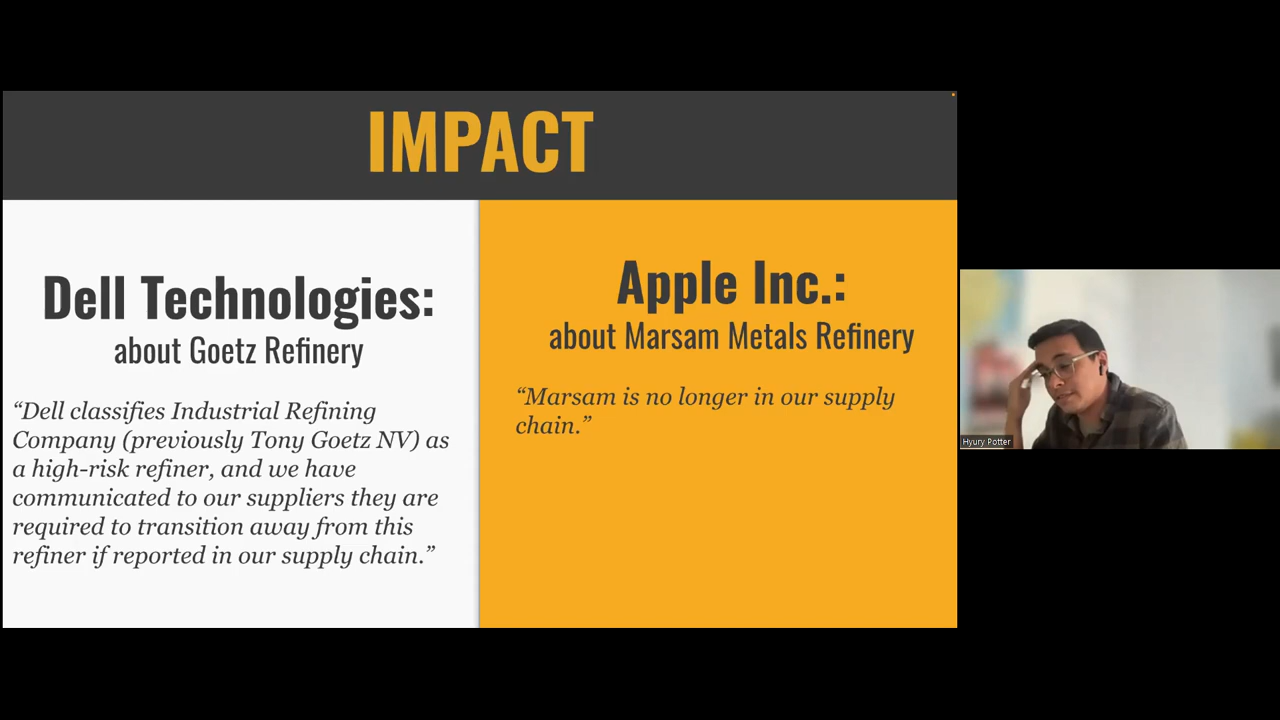 IMPACT
Dell Technologies:
about Goetz Refinery
“Dell classifies Industrial Refining
Company (previously Tony Goetz NV) as
a high-risk refiner, and we have
communicated to our suppliers they are
required to transition away from this
refiner if reported in our supply chain.”
Apple Inc.:
about Marsam Metals Refinery
“Marsam is no longer in our supply
chain.”
Hyury Potter